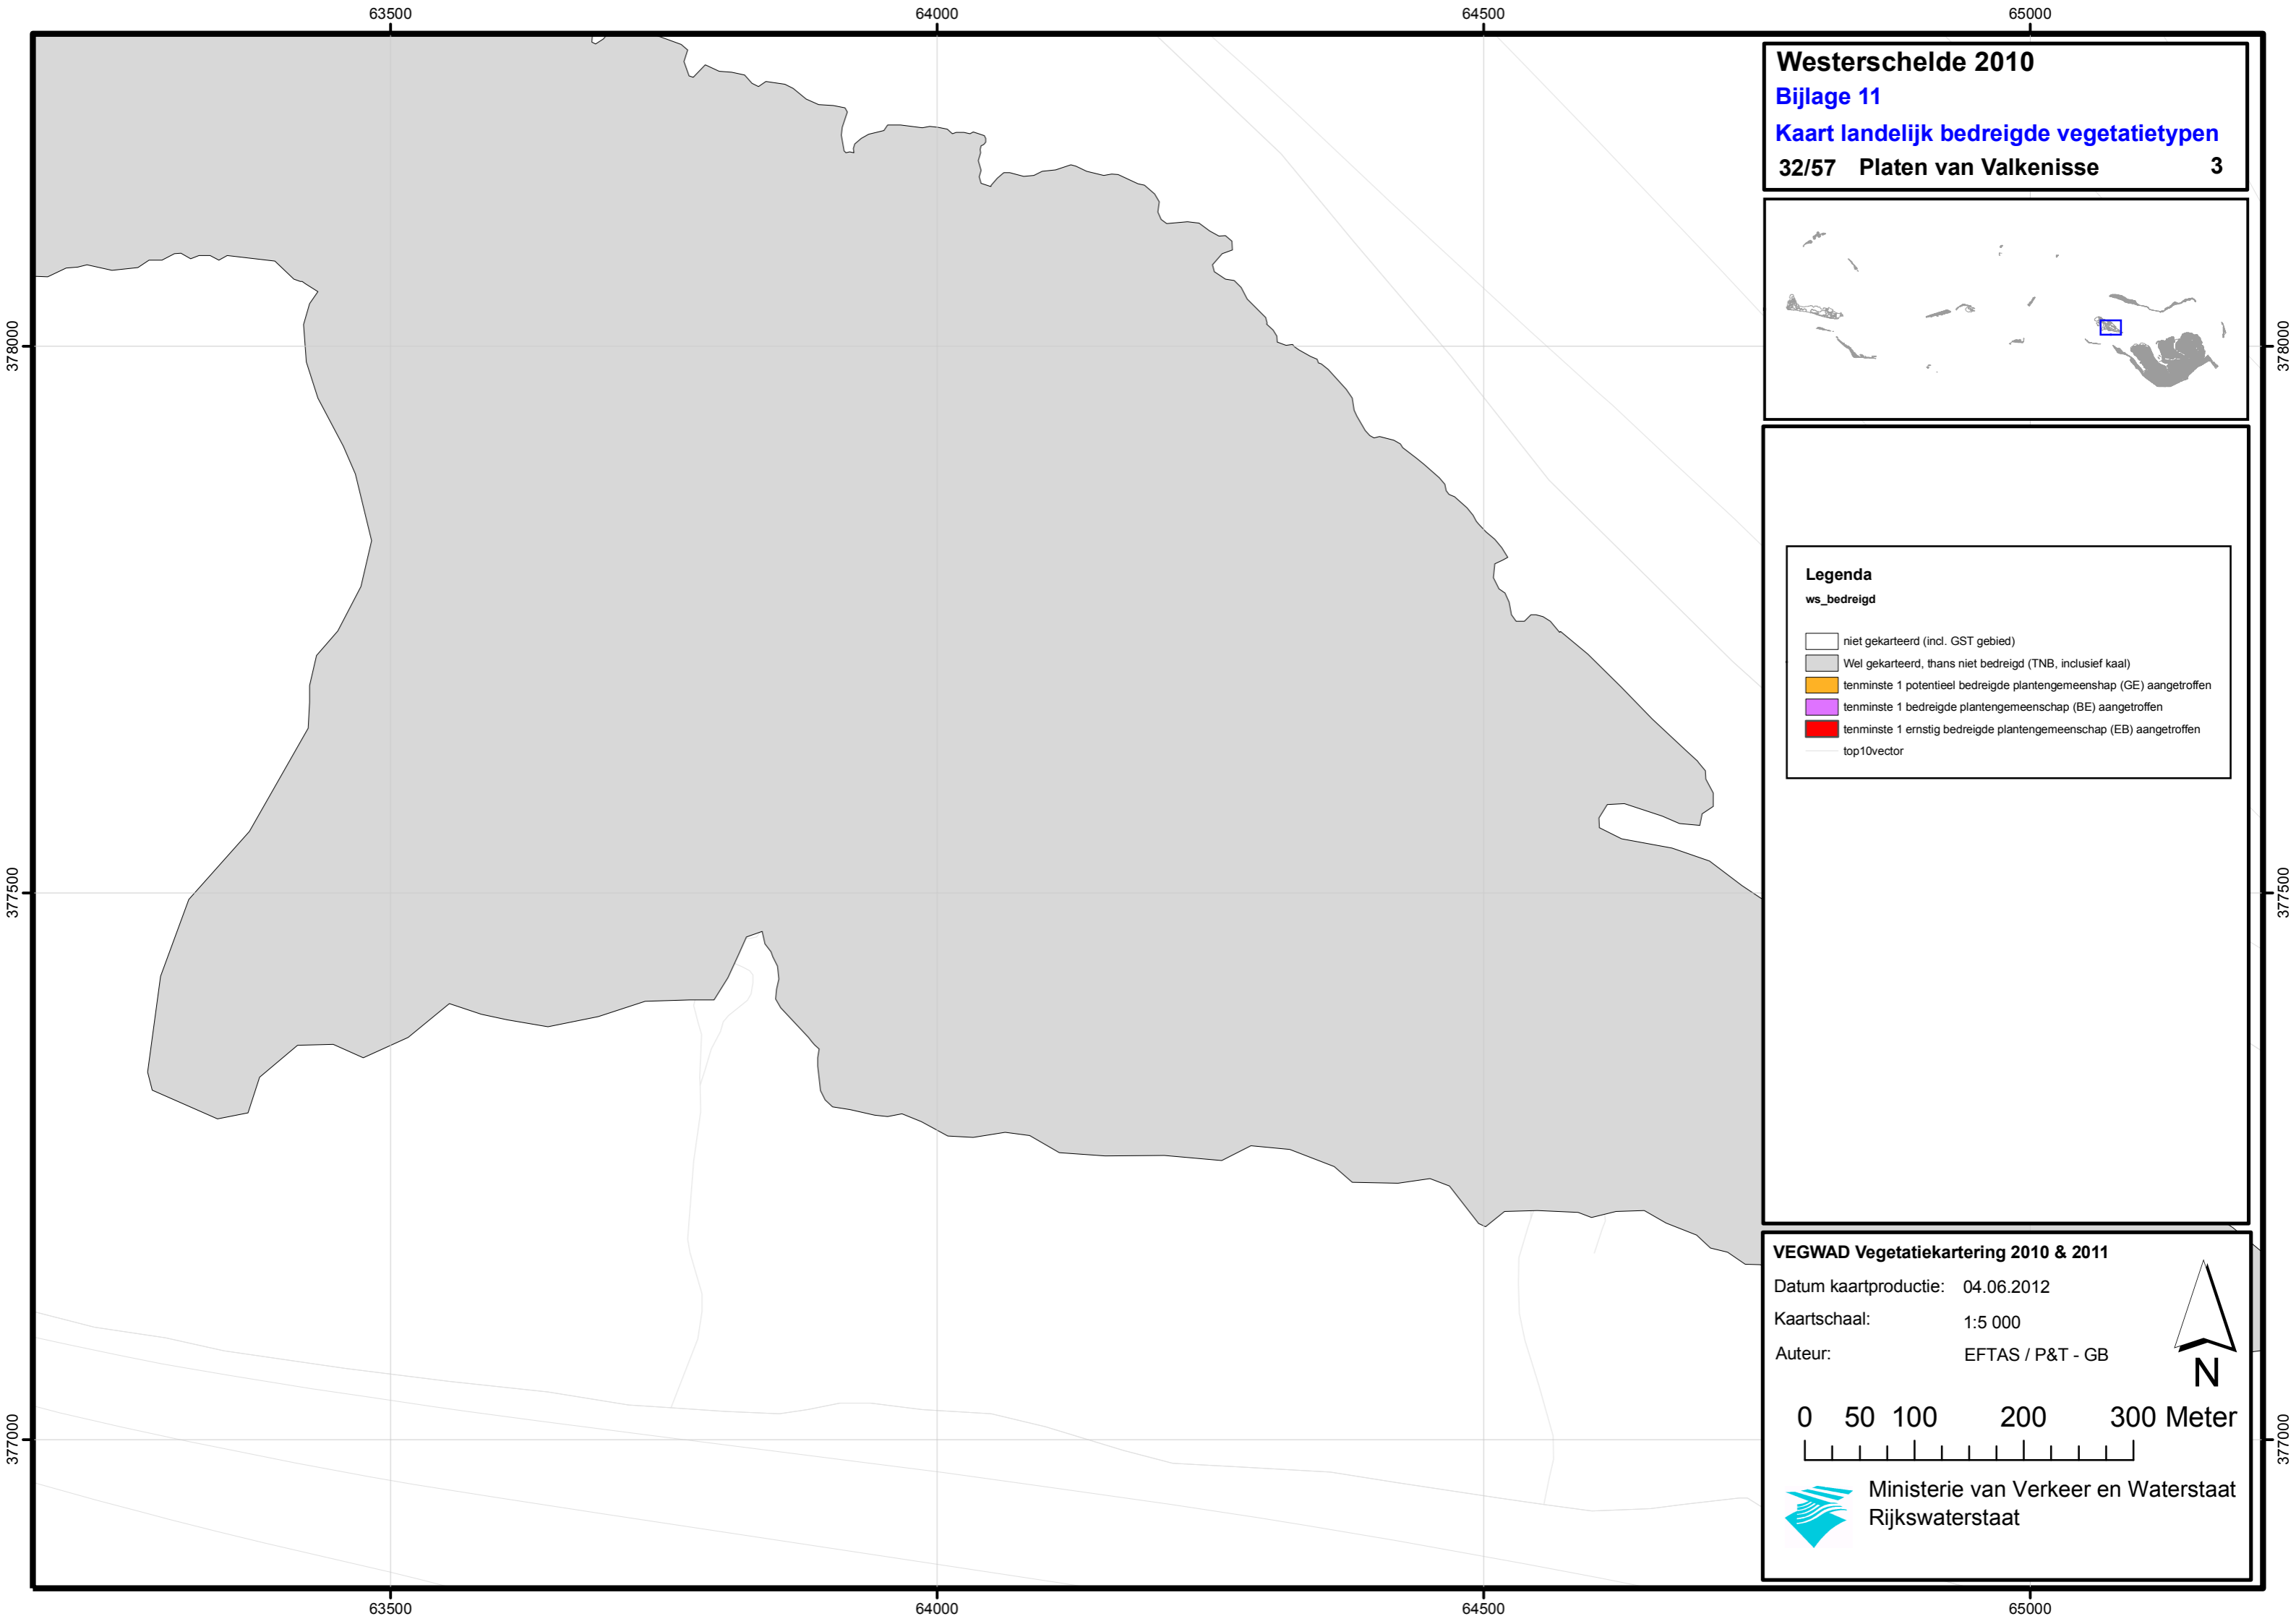 63500 64000 64500 65000
Westerschelde 2010
Bijlage 11
Kaart landelijk bedreigde vegetatietypen
32/57 Platen van Valkenisse 3
378000 378000
Legenda
ws_bedreigd
niet gekarteerd (incl. GST gebied)
Wel gekarteerd, thans niet bedreigd (TNB, inclusief kaal)
tenminste 1 potentieel bedreigde plantengemeenshap (GE) aangetroffen
tenminste 1 bedreigde plantengemeenschap (BE) aangetroffen
tenminste 1 ernstig bedreigde plantengemeenschap (EB) aangetroffen
top10vector
377500 377500
VEGWAD Vegetatiekartering 2010 & 2011
Datum kaartproductie: 04.06.2012
Kaartschaal: 1:5 000
Auteur: EFTAS / P&T - GB
N
0 50 100 200 300 Meter
377000 377000
Ministerie van Verkeer en Waterstaat
Rijkswaterstaat
63500 64000 64500 65000